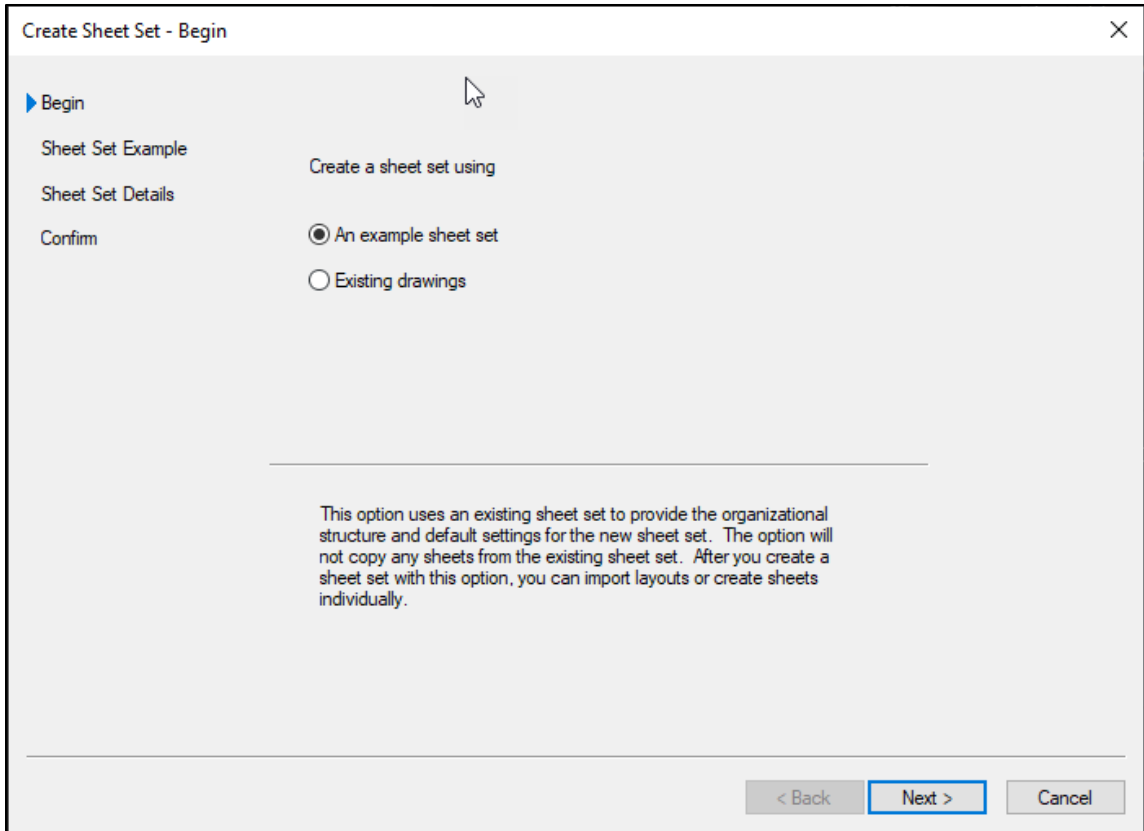 Create Sheet Set - Begin
Begin
Sheet Set Example
Sheet Set Details
Confirm
Create a sheet set using
An example sheet set
Existing drawings
This option uses an existing sheet set to provide the organizational
structure and default settings for the new sheet set.  The option will
not copy any sheets from the existing sheet set.  After you create a
sheet set with this option, you can import layouts or create sheets
individually.
< Back
Next >
Cancel